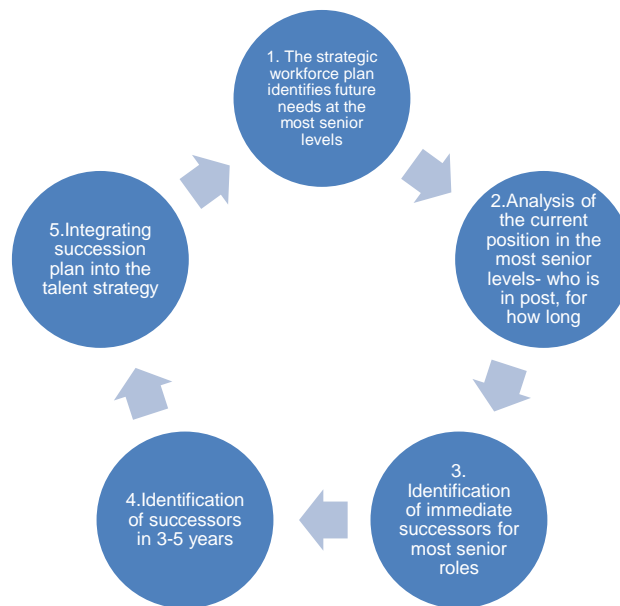 1. The strategic
workforce plan
identifies future
needs at the
most senior
levels
2.Analysis of
the current
position in the
most senior
levels- who is
in post, for
how long
3.
Identification
of immediate
successors for
most senior
roles
4.Identification
of successors
in 3-5 years
5.Integrating
succession
plan into the
talent strategy